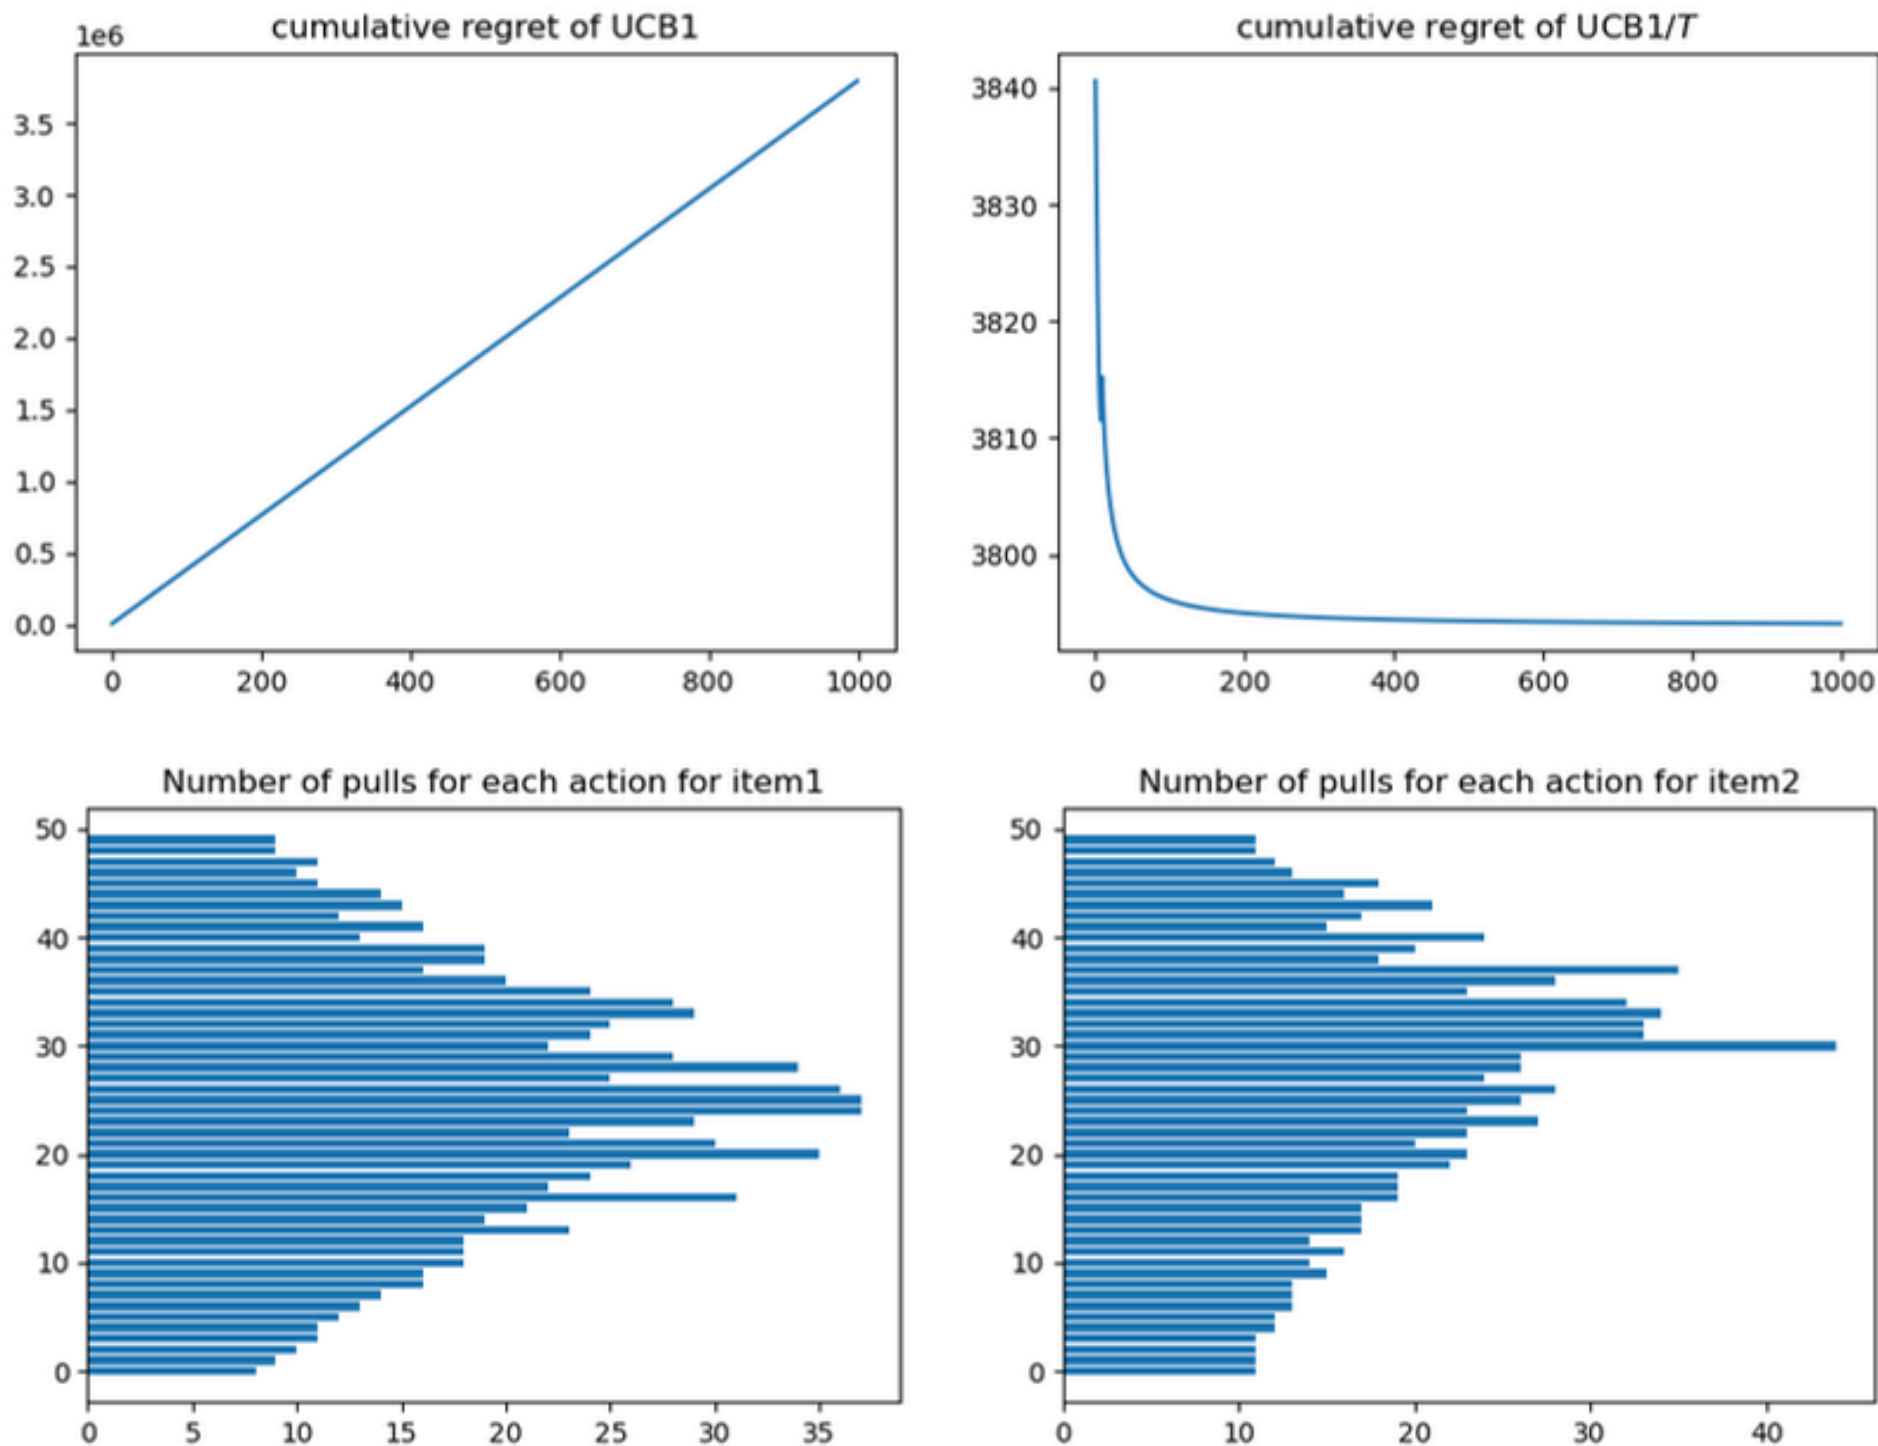 cumulative regret of UCB1
1e6
3.5
3.0
2.5
2.0
1.5
1.0
0.5
0.0
0 200 400 600 800 1000
cumulative regret of UCB1/T
3840
3830
3820
3810
3800
0 200 400 600 800 1000
Number of pulls for each action for item1
50
40
30
20
10
0
0 5 10 15 20 25 30 35
Number of pulls for each action for item2
50
40
30
20
10
0
0 10 20 30 40